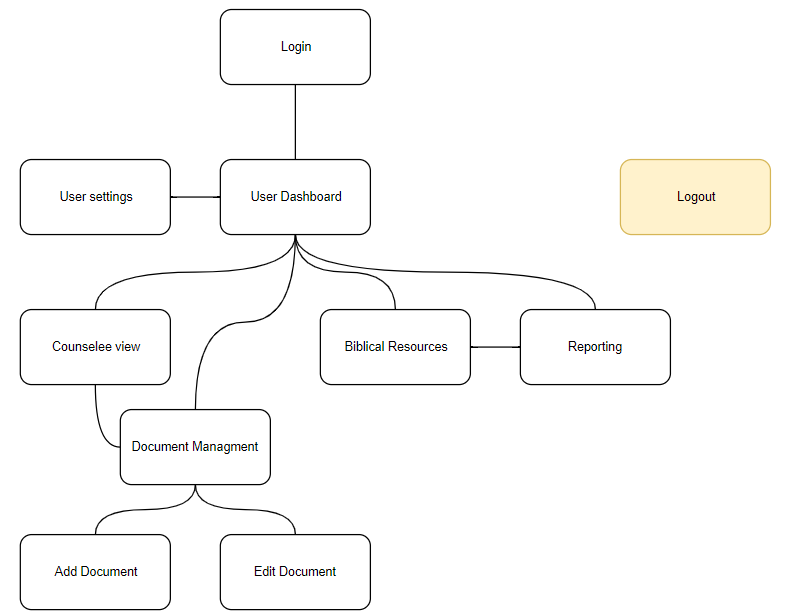 Login
User settings
User Dashboard
Logout
Counselee view
Biblical Resources
Reporting
Document Managment
Add Document
Edit Document